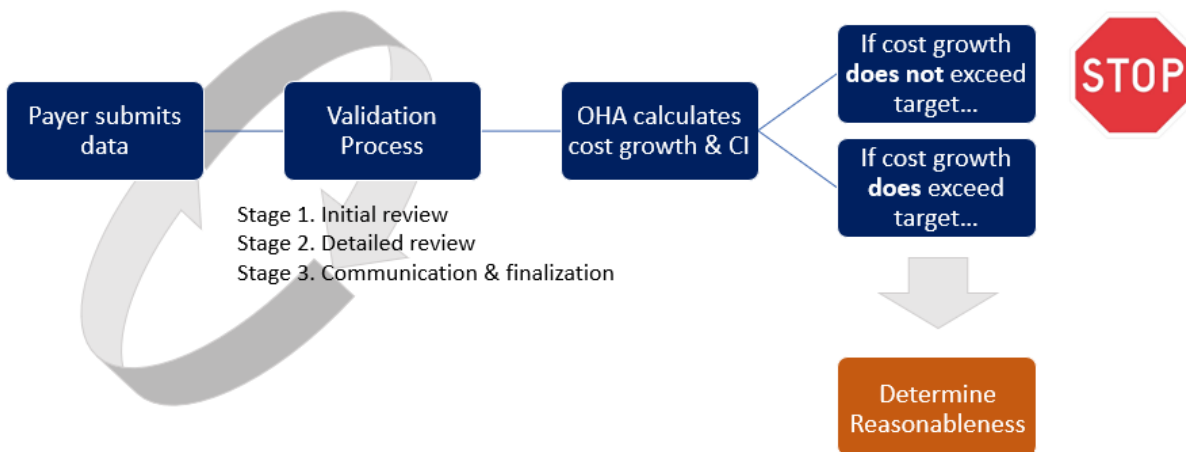 Payer submits
data
Validation
Process
Stage 1. Initial review
Stage 2. Detailed review
Stage 3. Communication & finalization
OHA calculates
cost growth & CI
If cost growth
does not exceed
target...
STOP
If cost growth
does exceed
target...
Determine
Reasonableness